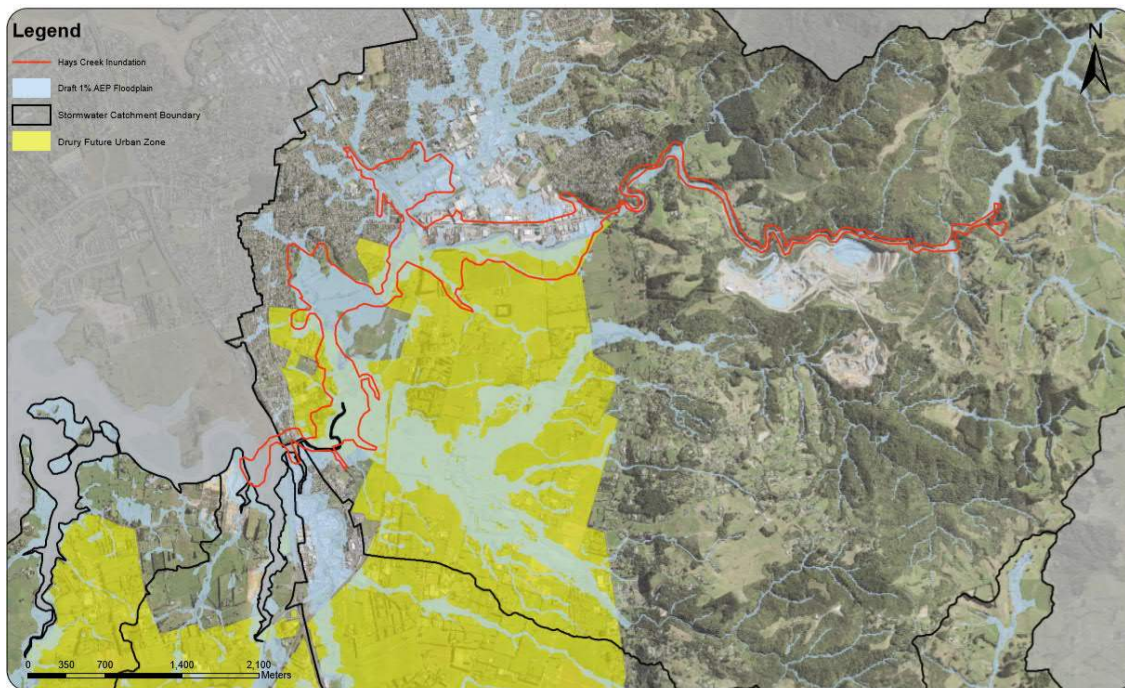 Legend
Hays Creek Inundation
Draft 1% AEP Floodplain
Stormwater Catchment Boundary
Drury Future Urban Zone
N
0 350 700 1,400 2,100
Meters